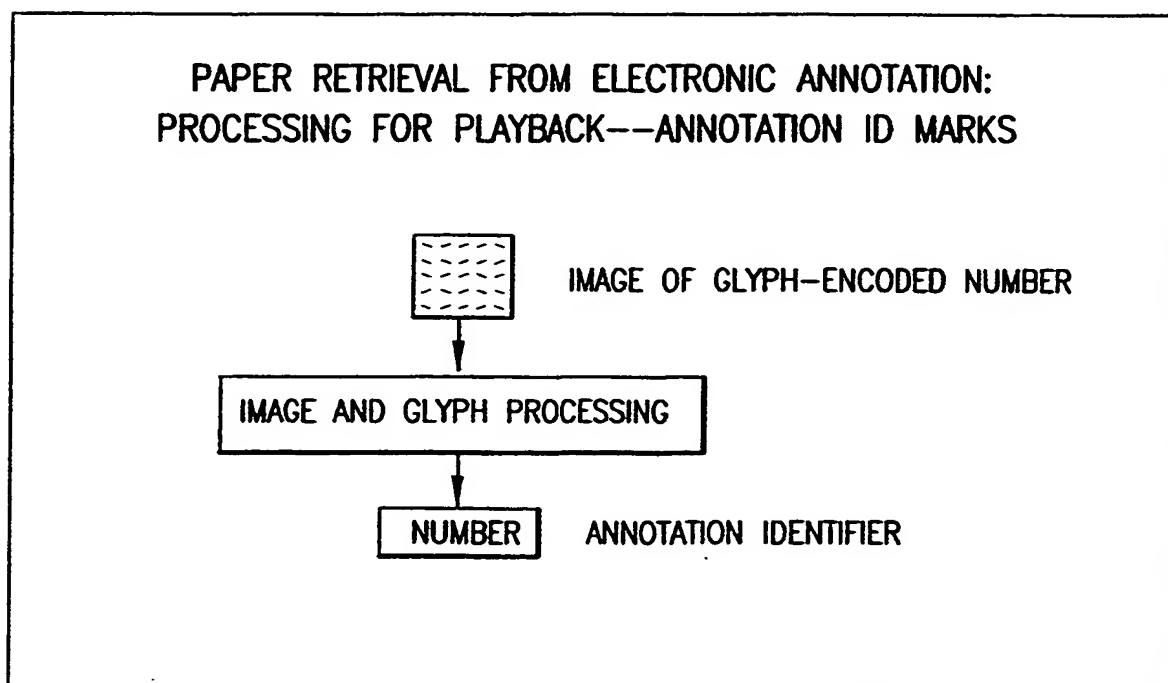 PAPER RETRIEVAL FROM ELECTRONIC ANNOTATION:
PROCESSING FOR PLAYBACK--ANNOTATION ID MARKS
IMAGE OF GLYPH-ENCODED NUMBER
IMAGE AND GLYPH PROCESSING
NUMBER ANNOTATION IDENTIFIER